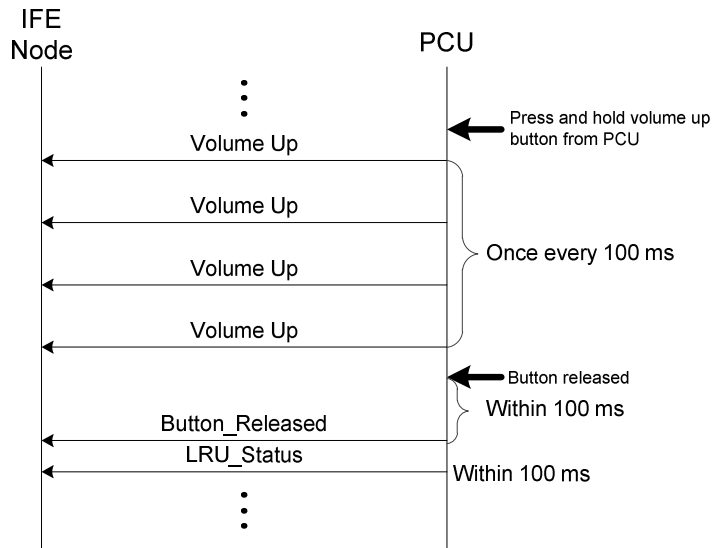 IFE
Node
PCU
Press and hold volume up
button from PCU
Volume Up
Volume Up
Once every 100 ms
Volume Up
Volume Up
Button released
Within 100 ms
Button_Released
LRU_Status
Within 100 ms